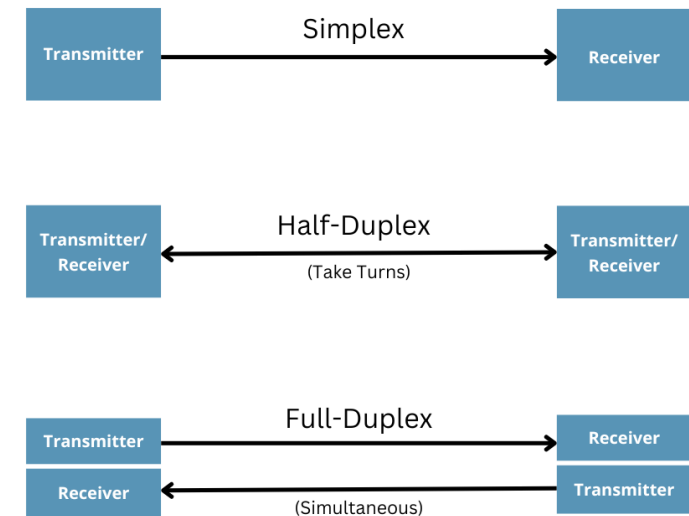 Simplex
Transmitter
Receiver
Half-Duplex
Transmitter/
Receiver
(Take Turns)
Transmitter/
Receiver
Full-Duplex
Transmitter
Receiver
Receiver
Transmitter
(Simultaneous)